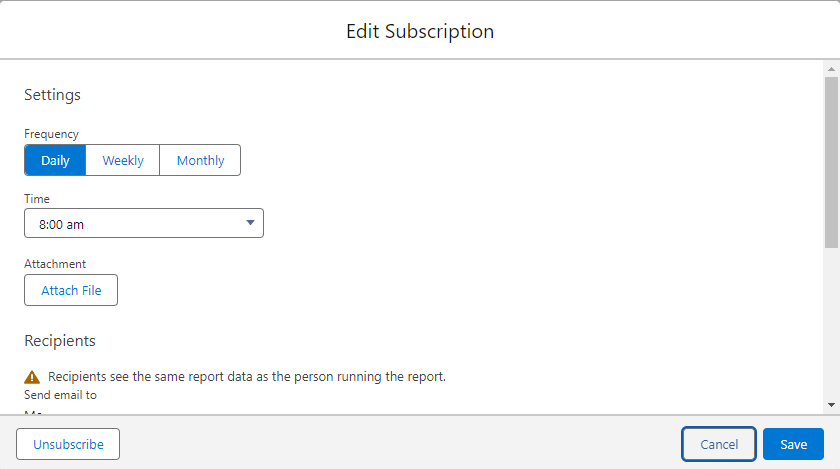 Edit Subscription
Settings
Frequency
Daily Weekly Monthly
Time
8:00 am
Attachment
Attach File
Recipients
Recipients see the same report data as the person running the report.
Send email to
Unsubscribe Cancel Save